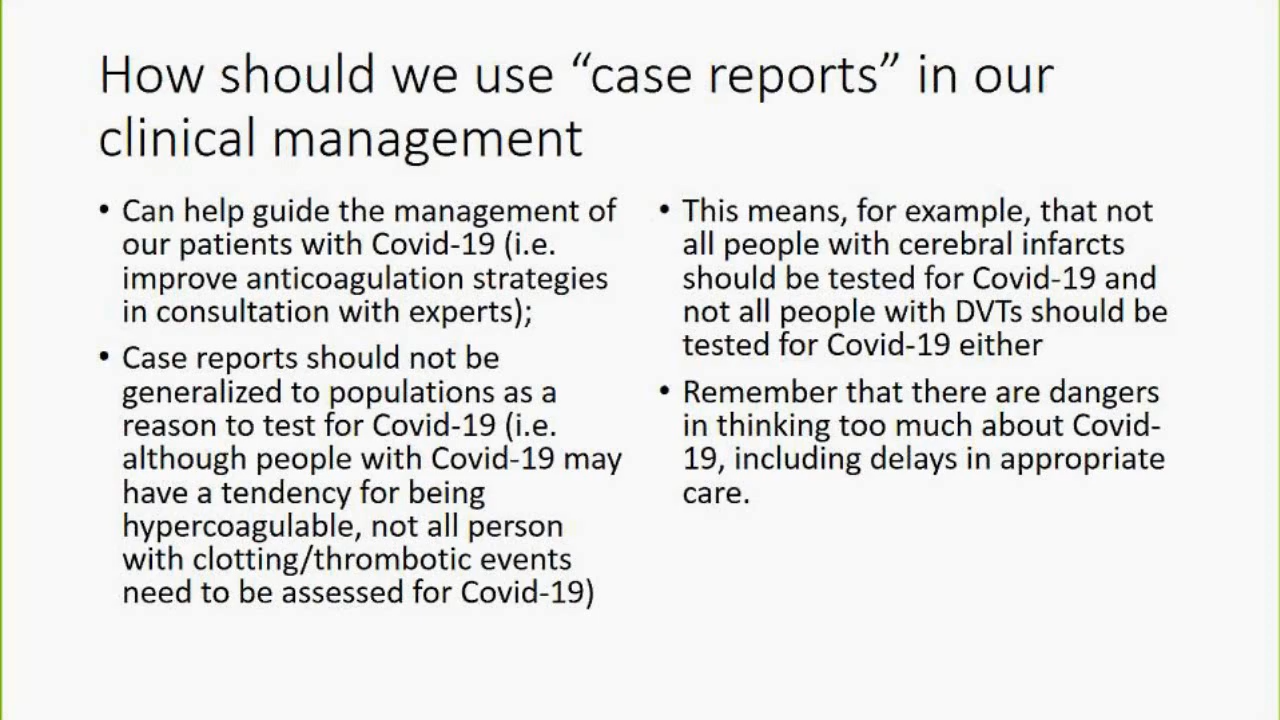 How should we use “case reports” in our
clinical management
• Can help guide the management of
our patients with Covid-19 (i.e.
improve anticoagulation strategies
in consultation with experts);
• Case reports should not be
generalized to populations as a
reason to test for Covid-19 (i.e.
although people with Covid-19 may
have a tendency for being
hypercoagulable, not all person
with clotting/thrombotic events
need to be assessed for Covid-19)
• This means, for example, that not
all people with cerebral infarcts
should be tested for Covid-19 and
not all people with DVTs should be
tested for Covid-19 either
• Remember that there are dangers
in thinking too much about Covid-
19, including delays in appropriate
care.